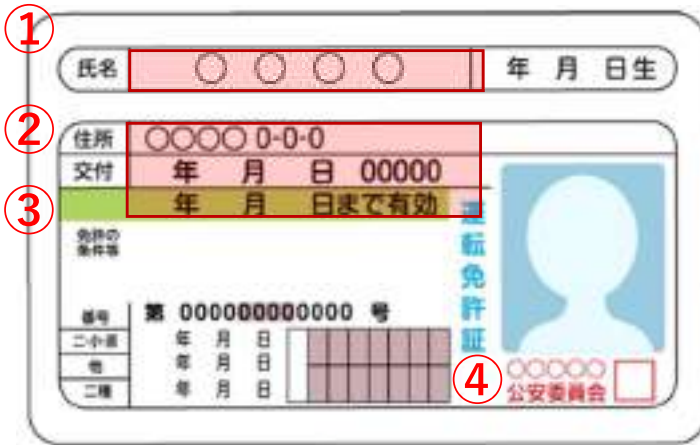 ①
氏名 ○ ○ ○ ○ 年 月 日生
②
住所 ○○○○ 0-0-0
交付 年 月 日 00000
③
年 月 日まで有効
免許の
条件等
運転免許証
番号 第 000000000000 号
二・小・原 年 月 日
他 年 月 日
二種 年 月 日
④
○○○○○
公安委員会